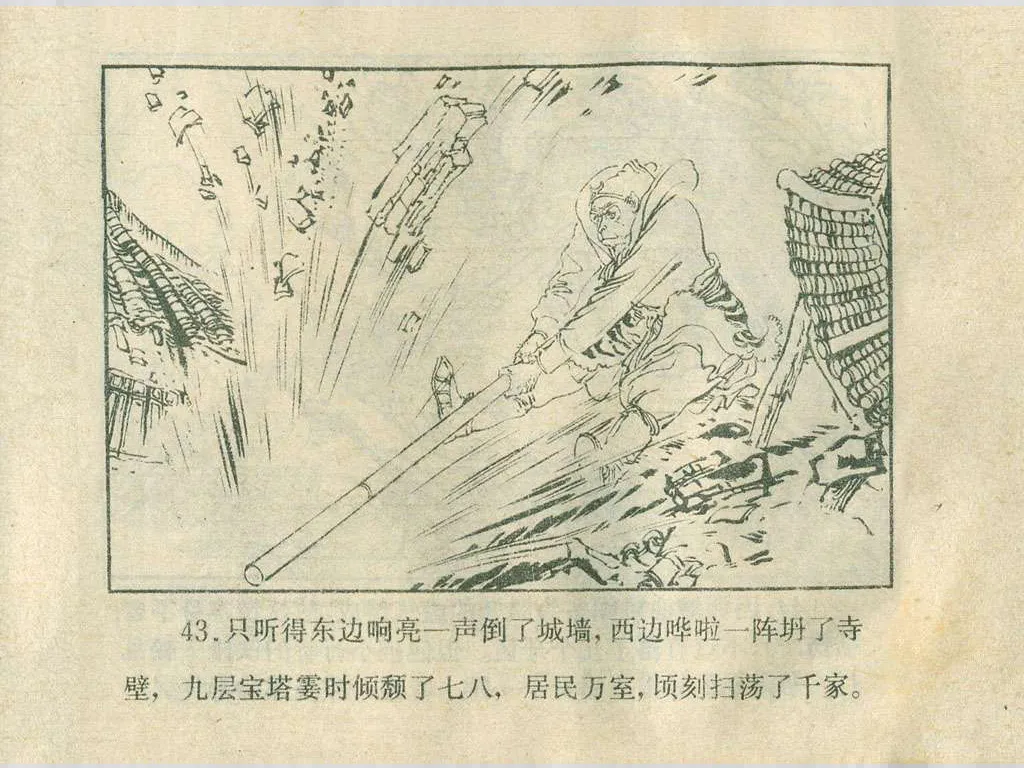 43.只听得东边响亮一声倒了城墙,西边哗啦一阵坍了寺
壁,九层宝塔霎时倾颓了七八,居民万室,顷刻扫荡了千家。